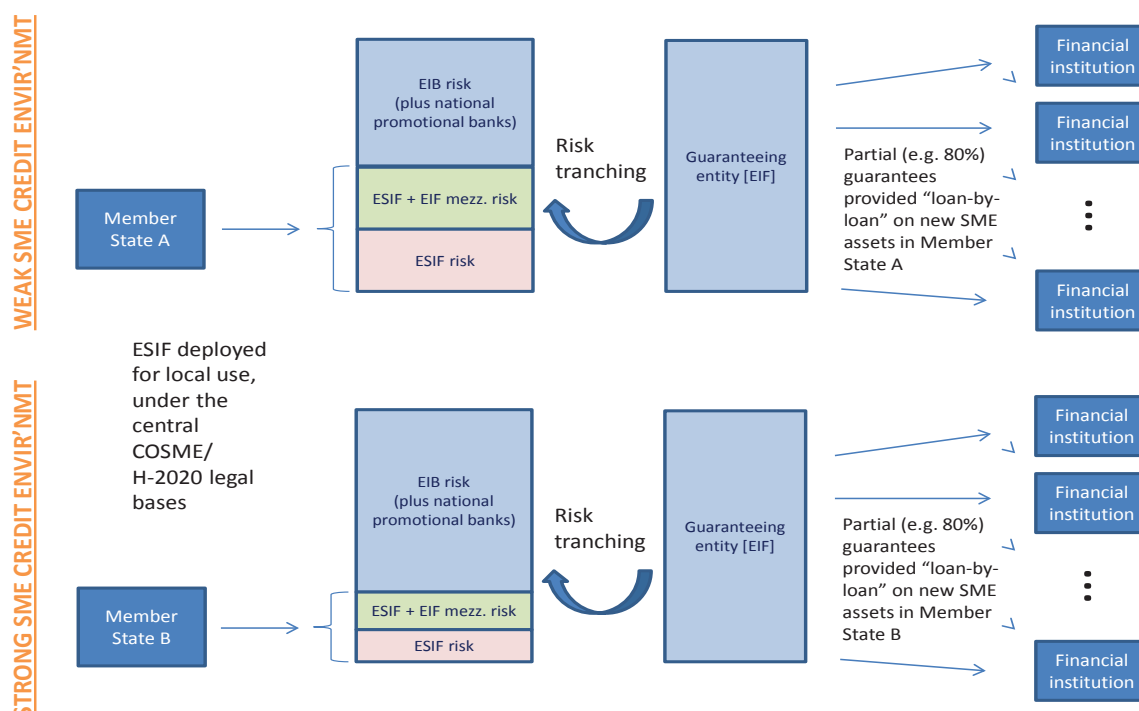 WEAK SME CREDIT ENVIR'NMT
Member
State A
EIB risk
(plus national
promotional banks)
ESIF + EIF mezz. risk
ESIF risk
Risk
tranching
Guaranteeing
entity [EIF]
Partial (e.g. 80%)
guarantees
provided “loan-by-
loan” on new SME
assets in Member
State A
Financial
institution
Financial
institution
Financial
institution
ESIF deployed
for local use,
under the
central
COSME/
H-2020 legal
bases
STRONG SME CREDIT ENVIR'NMT
Member
State B
EIB risk
(plus national
promotional banks)
ESIF + EIF mezz. risk
ESIF risk
Risk
tranching
Guaranteeing
entity [EIF]
Partial (e.g. 80%)
guarantees
provided “loan-by-
loan” on new SME
assets in Member
State B
Financial
institution
Financial
institution
Financial
institution